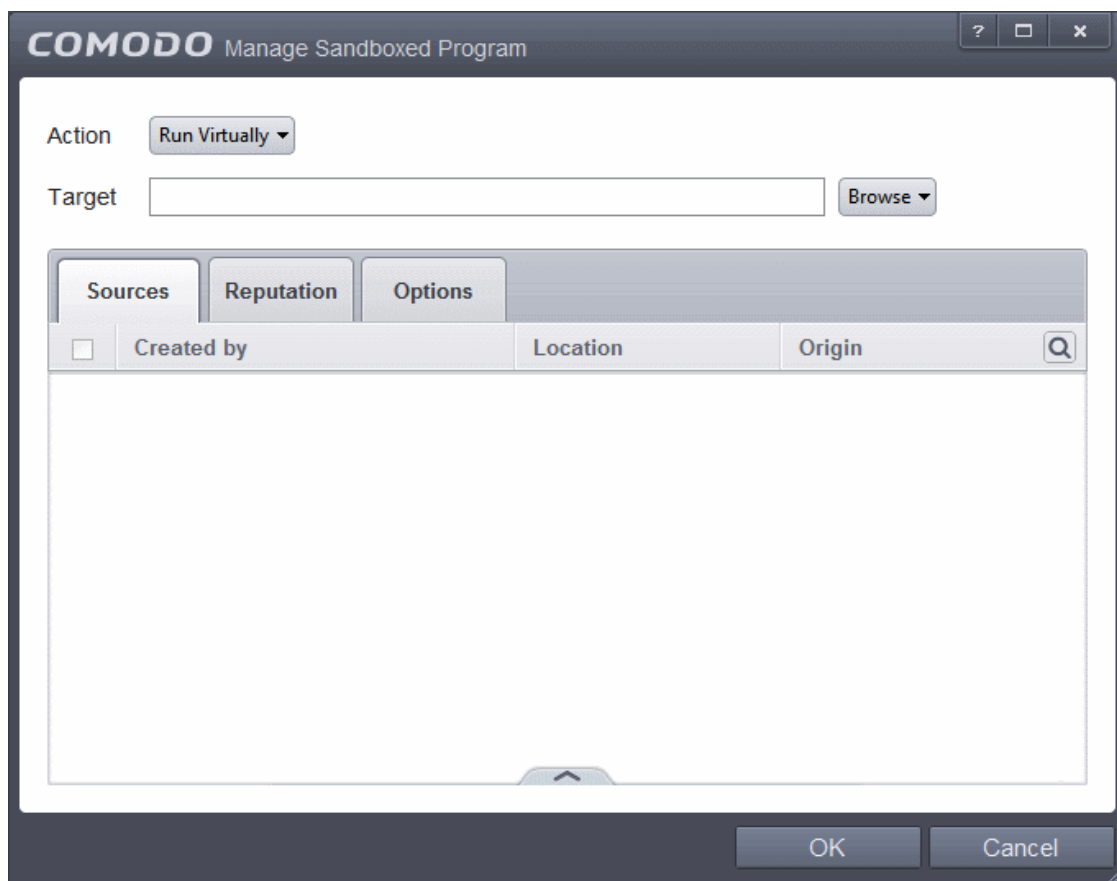 COMODO Manage Sandboxed Program ?
Action Run Virtually
Target Browse
Sources Reputation Options
Created by Location Origin
OK Cancel